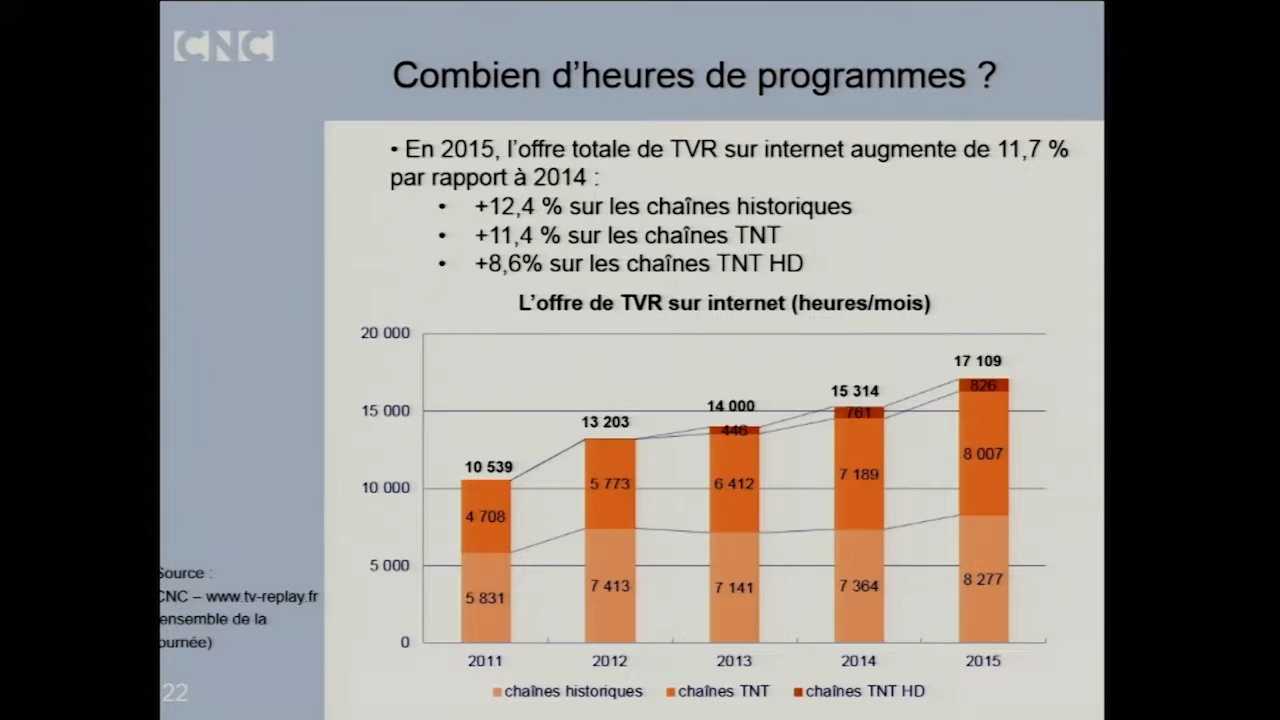 CNC
Combien d’heures de programmes ?
• En 2015, l’offre totale de TVR sur internet augmente de 11,7 %
par rapport à 2014 :
• +12,4 % sur les chaînes historiques
• +11,4 % sur les chaînes TNT
• +8,6% sur les chaînes TNT HD
L’offre de TVR sur internet (heures/mois)
20 000
15 000
10 000
5 000
0
10 539
4 708
5 831
13 203
5 773
7 413
14 000
446
6 412
7 141
15 314
761
7 189
7 364
17 109
826
8 007
8 277
2011 2012 2013 2014 2015
chaînes historiques chaînes TNT chaînes TNT HD
Source :
CNC – www.tv-replay.fr
ensemble de la
ournée)
22